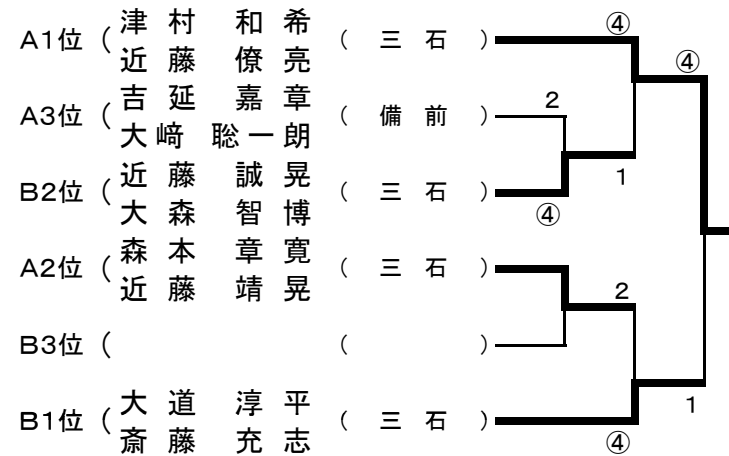 ④
津村 和希
A1位 ( ( 三石 )
近藤 僚亮
④
吉延 嘉章
2
A3位 ( ( 備前 )
大﨑 聡一朗
1
近藤 誠晃
B2位 ( ( 三石 )
大森 智博
④
森本 章寛
A2位 ( ( 三石 )
近藤 靖晃
2
B3位 ( ( )
大道 淳平
1
B1位 ( ( 三石 )
斎藤 充志
④